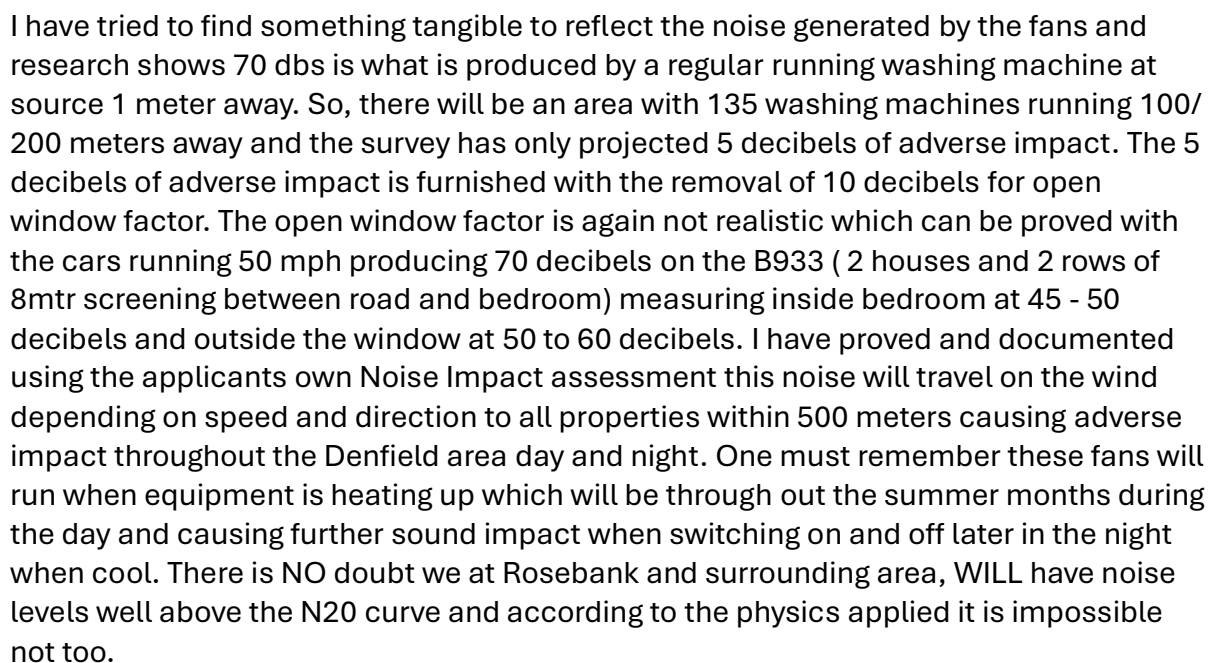 I have tried to find something tangible to reflect the noise generated by the fans and
research shows 70 dbs is what is produced by a regular running washing machine at
source 1 meter away. So, there will be an area with 135 washing machines running 100/
200 meters away and the survey has only projected 5 decibels of adverse impact. The 5
decibels of adverse impact is furnished with the removal of 10 decibels for open
window factor. The open window factor is again not realistic which can be proved with
the cars running 50 mph producing 70 decibels on the B933 ( 2 houses and 2 rows of
8mtr screening between road and bedroom) measuring inside bedroom at 45 - 50
decibels and outside the window at 50 to 60 decibels. I have proved and documented
using the applicants own Noise Impact assessment this noise will travel on the wind
depending on speed and direction to all properties within 500 meters causing adverse
impact throughout the Denfield area day and night. One must remember these fans will
run when equipment is heating up which will be through out the summer months during
the day and causing further sound impact when switching on and off later in the night
when cool. There is NO doubt we at Rosebank and surrounding area, WILL have noise
levels well above the N20 curve and according to the physics applied it is impossible
not too.